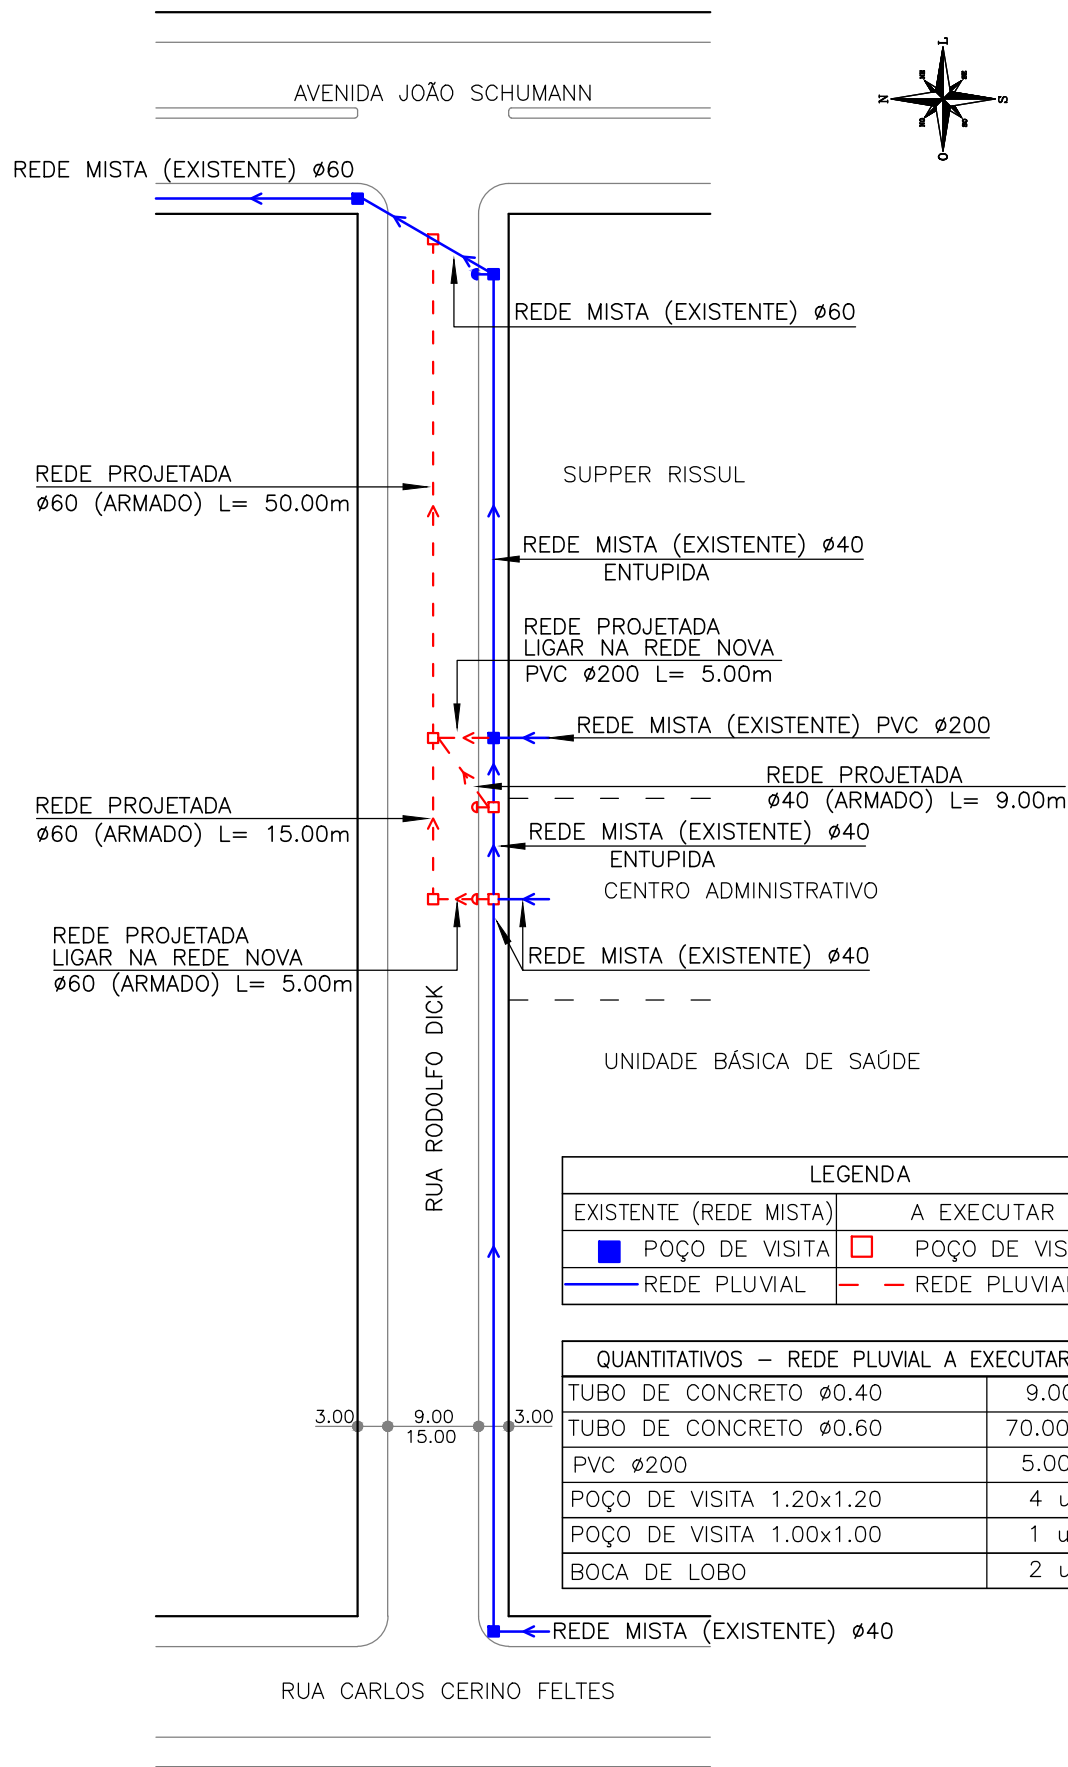 AVENIDA JOÃO SCHUMANN
L
N
S
O
REDE MISTA (EXISTENTE) ø60
REDE MISTA (EXISTENTE) ø60
REDE PROJETADA
ø60 (ARMADO) L= 50.00m
SUPPER RISSUL
REDE MISTA (EXISTENTE) ø40
ENTUPIDA
REDE PROJETADA
LIGAR NA REDE NOVA
PVC ø200 L= 5.00m
REDE MISTA (EXISTENTE) PVC ø200
REDE PROJETADA
ø40 (ARMADO) L= 9.00m
REDE PROJETADA
ø60 (ARMADO) L= 15.00m
REDE MISTA (EXISTENTE) ø40
ENTUPIDA
CENTRO ADMINISTRATIVO
REDE PROJETADA
LIGAR NA REDE NOVA
ø60 (ARMADO) L= 5.00m
REDE MISTA (EXISTENTE) ø40
RUA RODOLFO DICK
UNIDADE BÁSICA DE SAÚDE
LEGENDA
EXISTENTE (REDE MISTA) A EXECUTAR
POÇO DE VISITA POÇO DE VIS
REDE PLUVIAL REDE PLUVIAL
QUANTITATIVOS – REDE PLUVIAL A EXECUTAR
TUBO DE CONCRETO ø0.40 9.00
TUBO DE CONCRETO ø0.60 70.00
PVC ø200 5.00
POÇO DE VISITA 1.20x1.20 4 u
POÇO DE VISITA 1.00x1.00 1 u
BOCA DE LOBO 2 u
3.00 9.00 3.00
15.00
REDE MISTA (EXISTENTE) ø40
RUA CARLOS CERINO FELTES